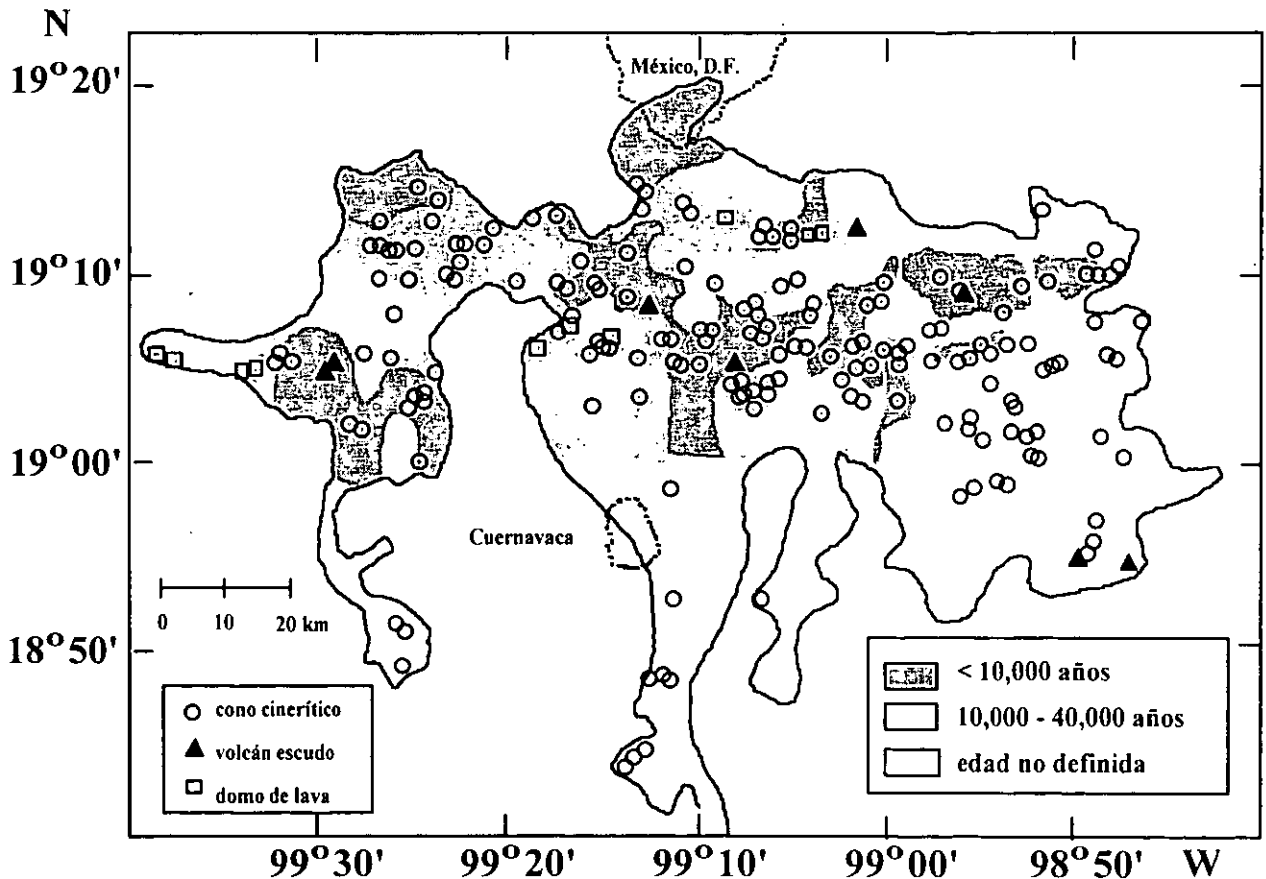 N
México, D.F.
19° 20'
19° 10'
19° 00'
Cuernavaca
0 10 20 km
18° 50'
cono cinerítico
volcán escudo
domo de lava
< 10,000 años
10,000 - 40,000 años
edad no definida
99° 30' 99° 20' 99° 10' 99° 00' 98° 50' W